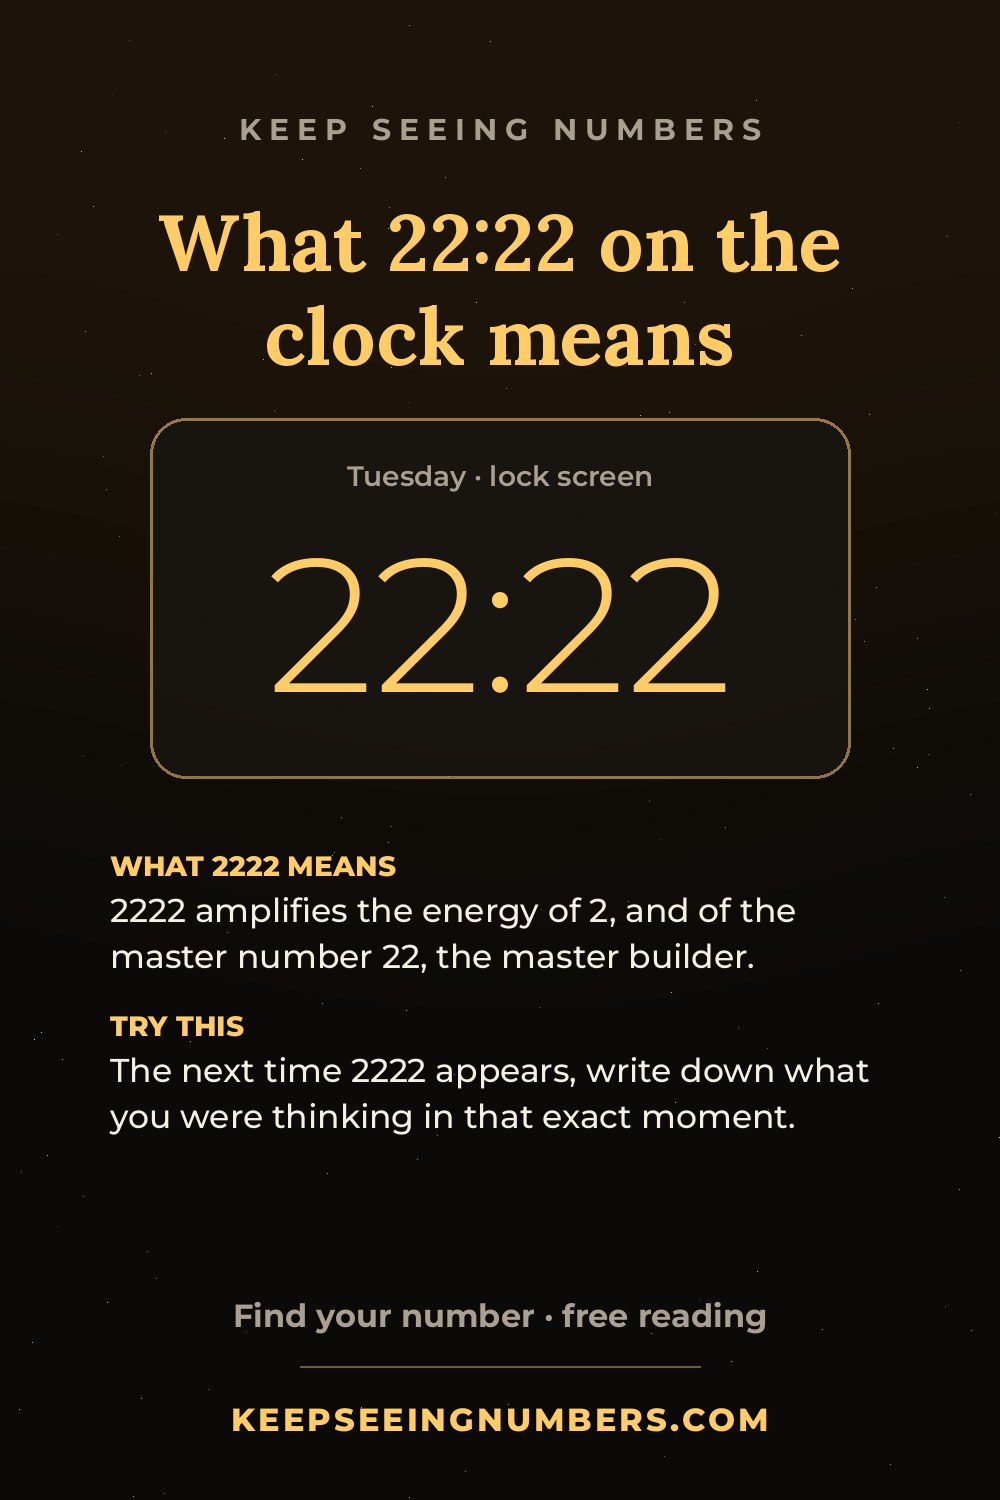 KEEP SEEING NUMBERS
What 22:22 on the
clock means
Tuesday · lock screen
22:22
WHAT 2222 MEANS
2222 amplifies the energy of 2, and of the
master number 22, the master builder.
TRY THIS
The next time 2222 appears, write down what
you were thinking in that exact moment.
Find your number · free reading
KEEPSEEINGNUMBERS.COM